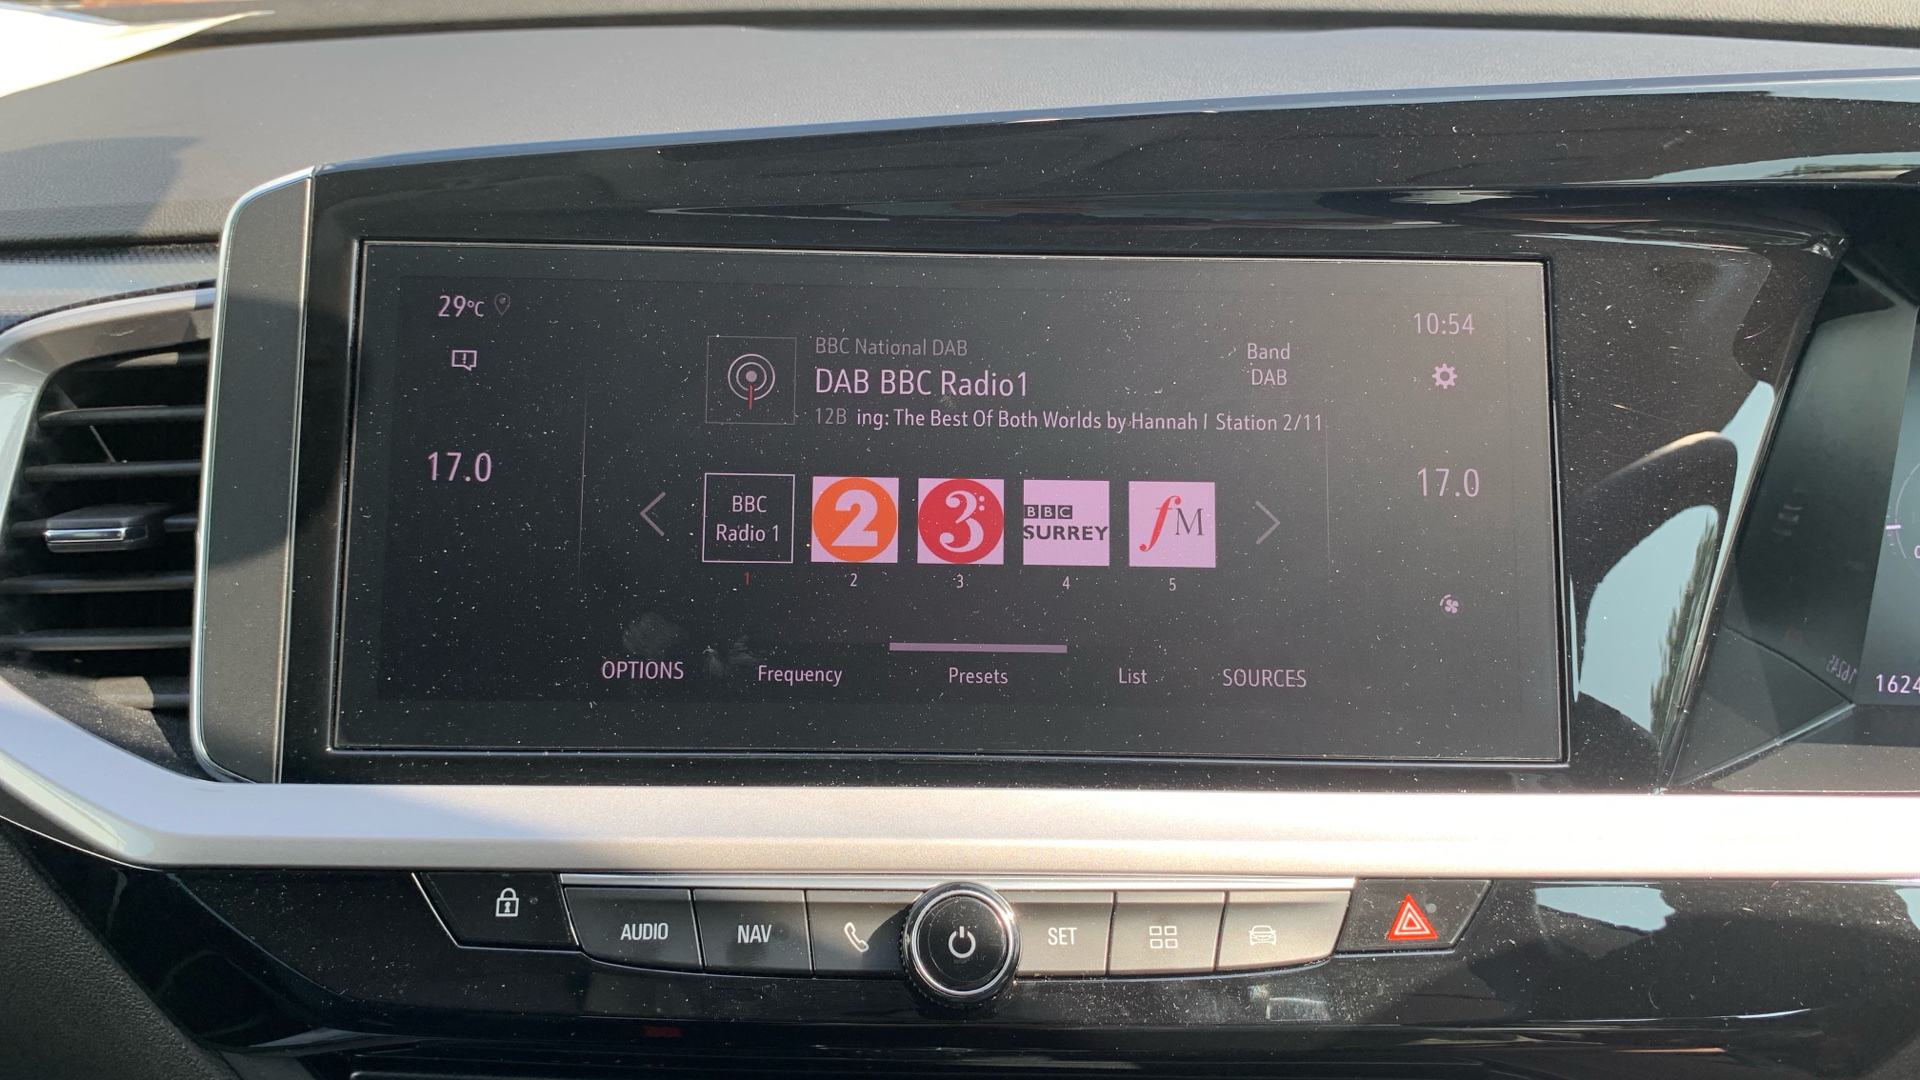 29°C
10:54
BBC National DAB
DAB BBC Radio1
12B ing: The Best Of Both Worlds by Hannah | Station 2/11
Band
DAB
17.0
17.0
BBC
Radio 1
2
3
BBC
SURREY
fM
1
2
3
4
5
OPTIONS
Frequency
Presets
List
SOURCES
1624
AUDIO
NAV
SET